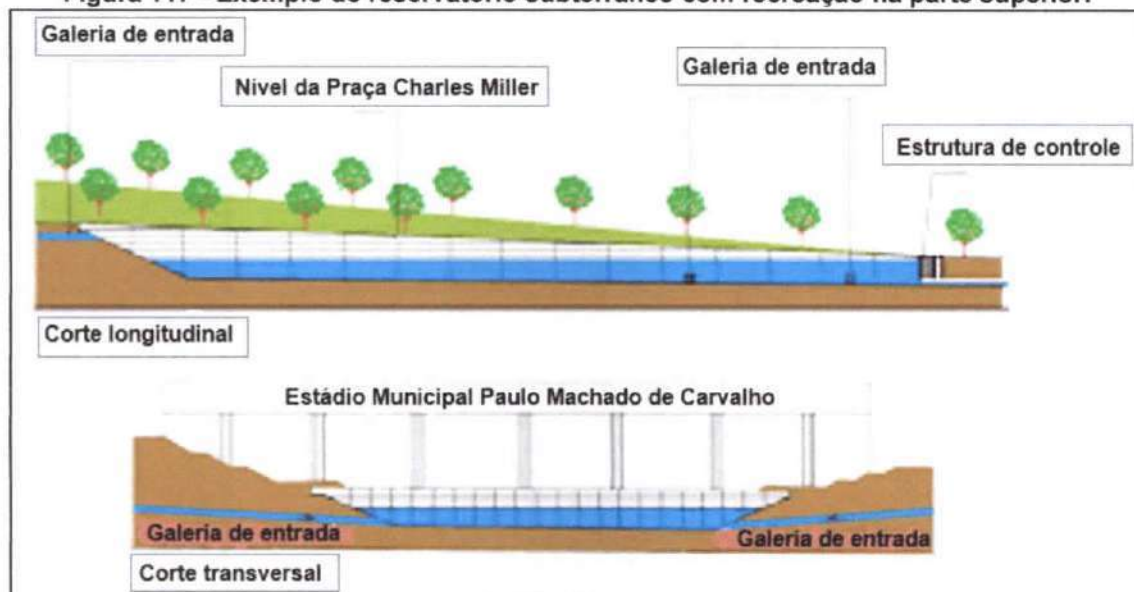 Galeria de entrada
Nível da Praça Charles Miller
Galeria de entrada
Estrutura de controle
Corte longitudinal
Estádio Municipal Paulo Machado de Carvalho
Galeria de entrada
Galeria de entrada
Corte transversal